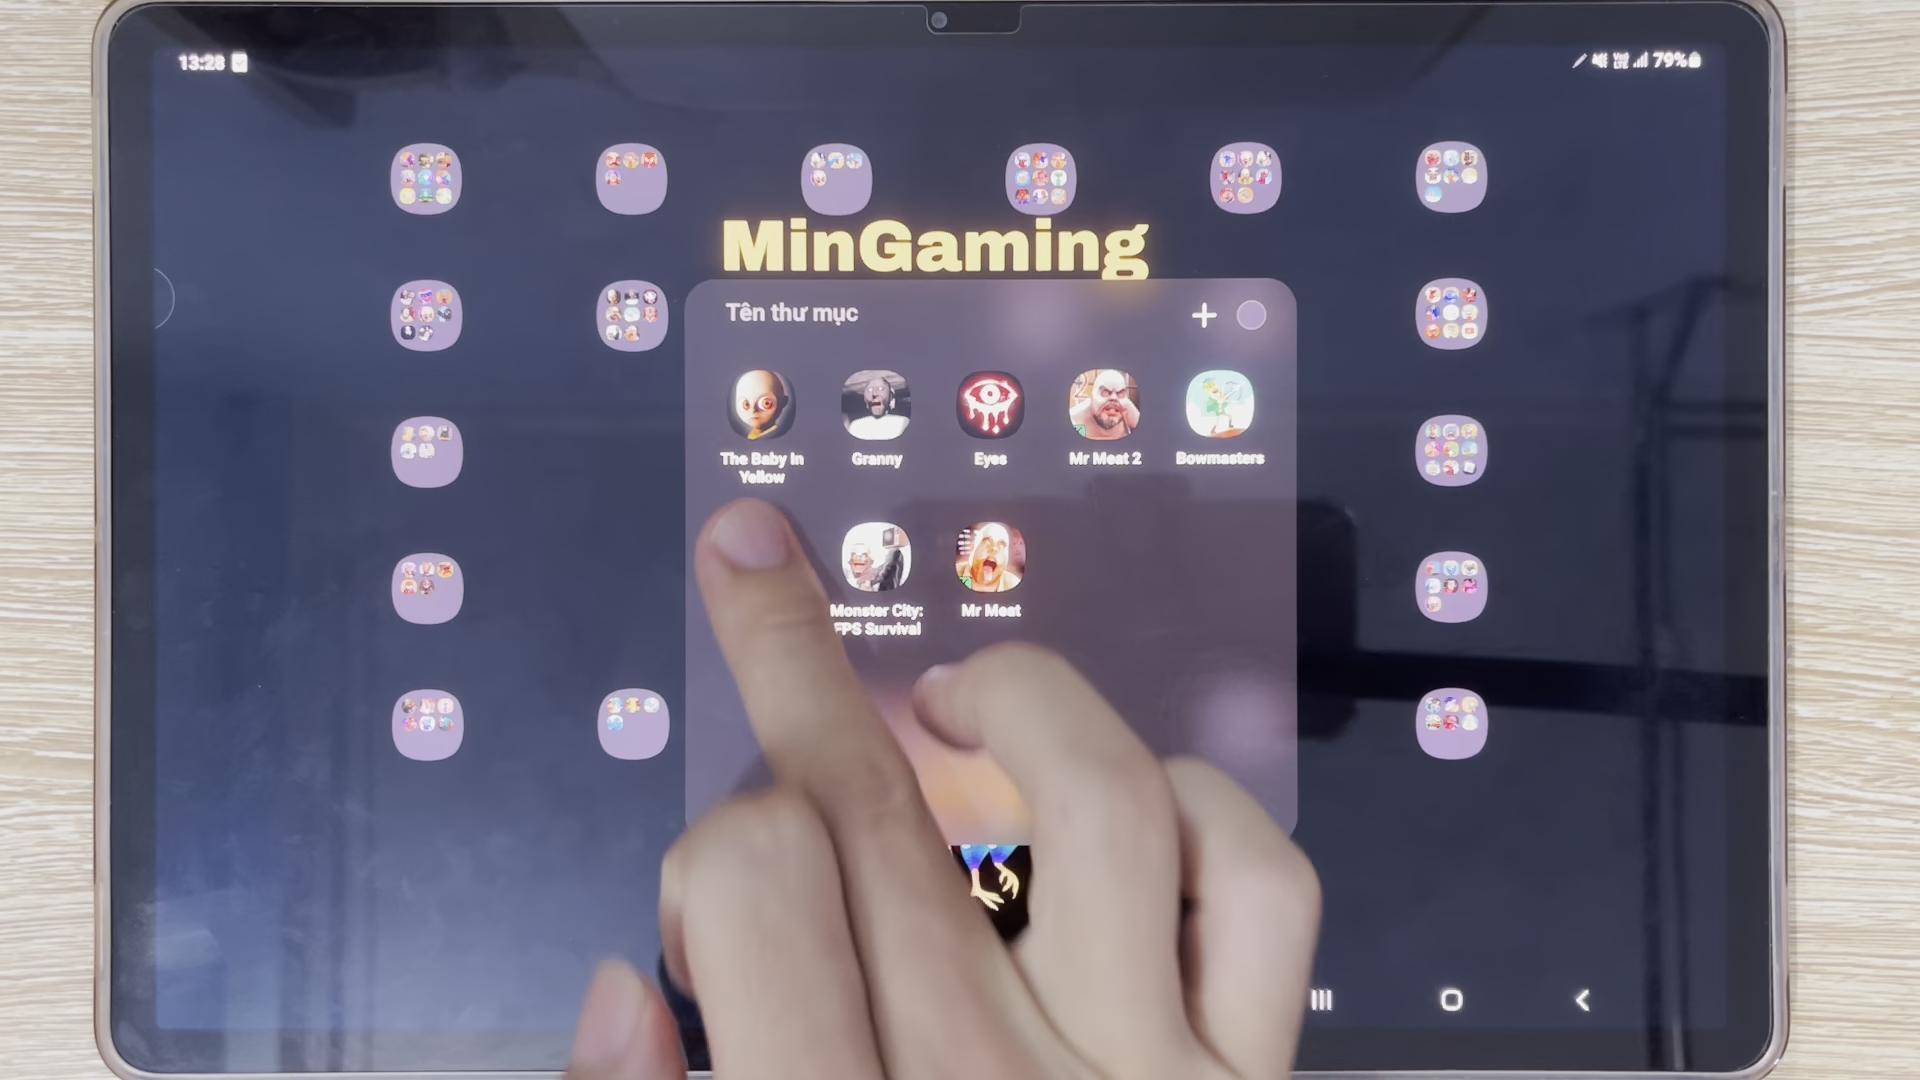 13:28
79%
MinGaming
Tên thư mục
The Baby In
Yellow
Granny
Eyes
Mr Meat 2
Bowmasters
Monster City:
FPS Survival
Mr Meat